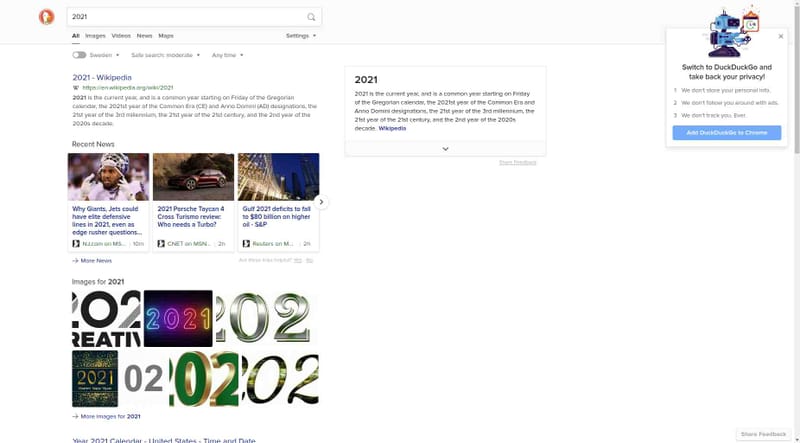 2021
All Images Videos News Maps Settings
Sweden Safe search: moderate Any time
2021 - Wikipedia
https://en.wikipedia.org/wiki/2021
2021 is the current year, and is a common year starting on Friday of the Gregorian
calendar, the 2021st year of the Common Era (CE) and Anno Domini (AD) designations, the
21st year of the 3rd millennium, the 21st year of the 21st century, and the 2nd year of the
2020s decade.
Recent News
Why Giants, Jets could
have elite defensive
lines in 2021, even as
edge rusher questions...
NJ.com on MS... 10m
2021 Porsche Taycan 4
Cross Turismo review:
Who needs a Turbo?
CNET on MSN... 2h
Gulf 2021 deficits to fall
to $80 billion on higher
oil - S&P
Reuters on M... 2h
→ More News
Are these links helpful? Yes No
Images for 2021
202
REATIV
2021
202
2021
02
02
202
→ More Images for 2021
Year 2021 Calendar - United States - Time and Date
2021
2021 is the current year, and is a common year starting on Friday
of the Gregorian calendar, the 2021st year of the Common Era and
Anno Domini designations, the 21st year of the 3rd millennium, the
21st year of the 21st century, and the 2nd year of the 2020s
decade. Wikipedia
Share Feedback
Switch to DuckDuckGo and
take back your privacy!
1 We don't store your personal info.
2 We don't follow you around with ads.
3 We don't track you. Ever.
Add DuckDuckGo to Chrome
Share Feedback